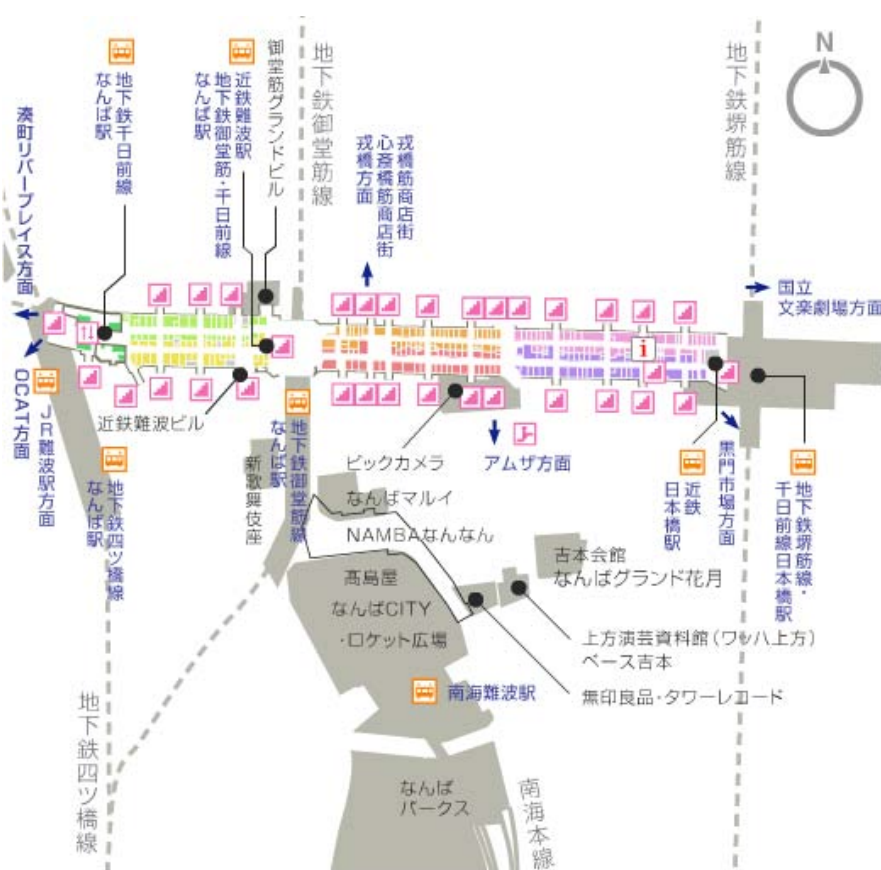 N
地下鉄千日前線
なんば駅
近鉄難波駅
地下鉄御堂筋・千日前線
なんば駅
御堂筋グランドビル
地下鉄御堂筋線
地下鉄堺筋線
湊町リバープレイス方面
戎橋筋商店街
心斎橋筋商店街
戎橋方面
国立
文楽劇場方面
i
OCAT方面
JR難波駅方面
近鉄難波ビル
地下鉄四ツ橋線
なんば駅
新歌舞伎座
地下鉄御堂筋線
なんば駅
ビックカメラ
アムザ方面
近鉄
日本橋駅
黒門市場方面
地下鉄堺筋線・
千日前線日本橋駅
なんばマルイ
NAMBAなんなん
高島屋
なんばCITY
・ロケット広場
吉本会館
なんばグランド花月
上方演芸資料館(ワッハ上方)
ベース吉本
無印良品・タワーレコード
南海難波駅
地下鉄四ツ橋線
なんば
パークス
南海本線